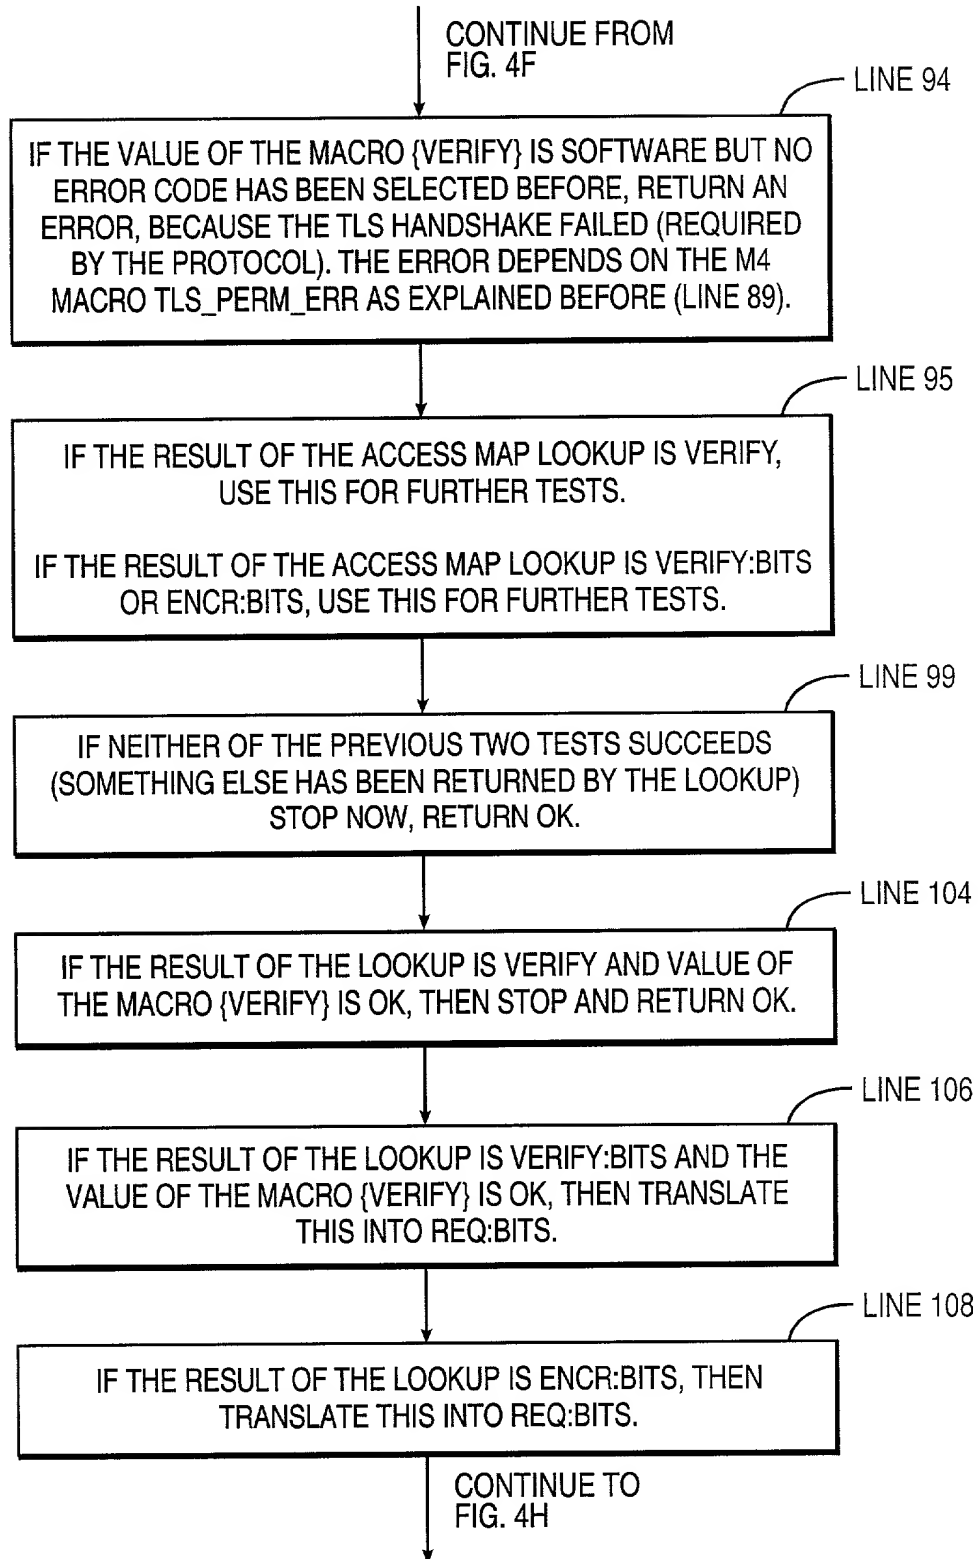 CONTINUE FROM
FIG. 4F
LINE 94
IF THE VALUE OF THE MACRO {VERIFY} IS SOFTWARE BUT NO
ERROR CODE HAS BEEN SELECTED BEFORE, RETURN AN
ERROR, BECAUSE THE TLS HANDSHAKE FAILED (REQUIRED
BY THE PROTOCOL). THE ERROR DEPENDS ON THE M4
MACRO TLS_PERM_ERR AS EXPLAINED BEFORE (LINE 89).
LINE 95
IF THE RESULT OF THE ACCESS MAP LOOKUP IS VERIFY,
USE THIS FOR FURTHER TESTS.
IF THE RESULT OF THE ACCESS MAP LOOKUP IS VERIFY:BITS
OR ENCR:BITS, USE THIS FOR FURTHER TESTS.
LINE 99
IF NEITHER OF THE PREVIOUS TWO TESTS SUCCEEDS
(SOMETHING ELSE HAS BEEN RETURNED BY THE LOOKUP)
STOP NOW, RETURN OK.
LINE 104
IF THE RESULT OF THE LOOKUP IS VERIFY AND VALUE OF
THE MACRO {VERIFY} IS OK, THEN STOP AND RETURN OK.
LINE 106
IF THE RESULT OF THE LOOKUP IS VERIFY:BITS AND THE
VALUE OF THE MACRO {VERIFY} IS OK, THEN TRANSLATE
THIS INTO REQ:BITS.
LINE 108
IF THE RESULT OF THE LOOKUP IS ENCR:BITS, THEN
TRANSLATE THIS INTO REQ:BITS.
CONTINUE TO
FIG. 4H